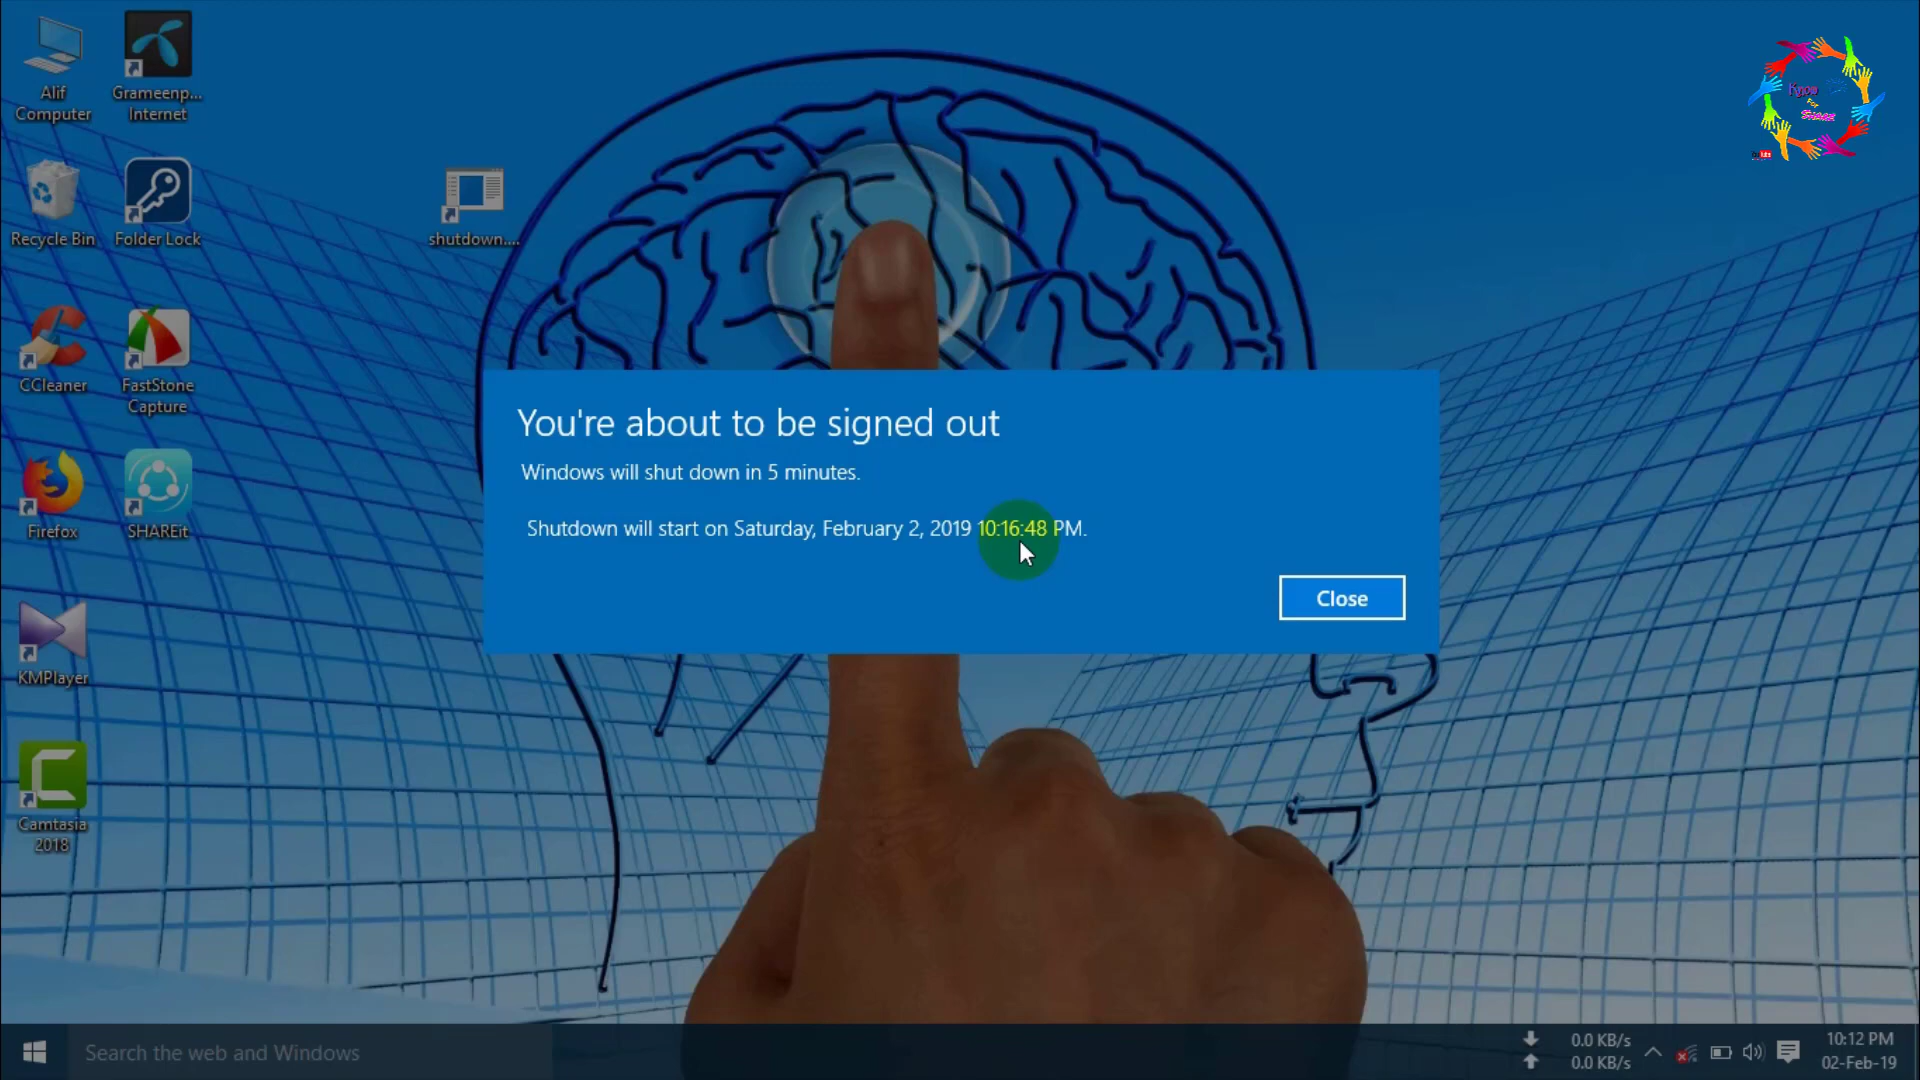 Alif
Computer
Grameenp...
Internet
Recycle Bin
Folder Lock
shutdown....
CCleaner
FastStone
Capture
Firefox
SHAREit
KMPlayer
Camtasia
2018
Know
For
SHARE
You're about to be signed out
Windows will shut down in 5 minutes.
Shutdown will start on Saturday, February 2, 2019 10:16:48 PM.
Close
Search the web and Windows
0.0 KB/s
0.0 KB/s
10:12 PM
02-Feb-19